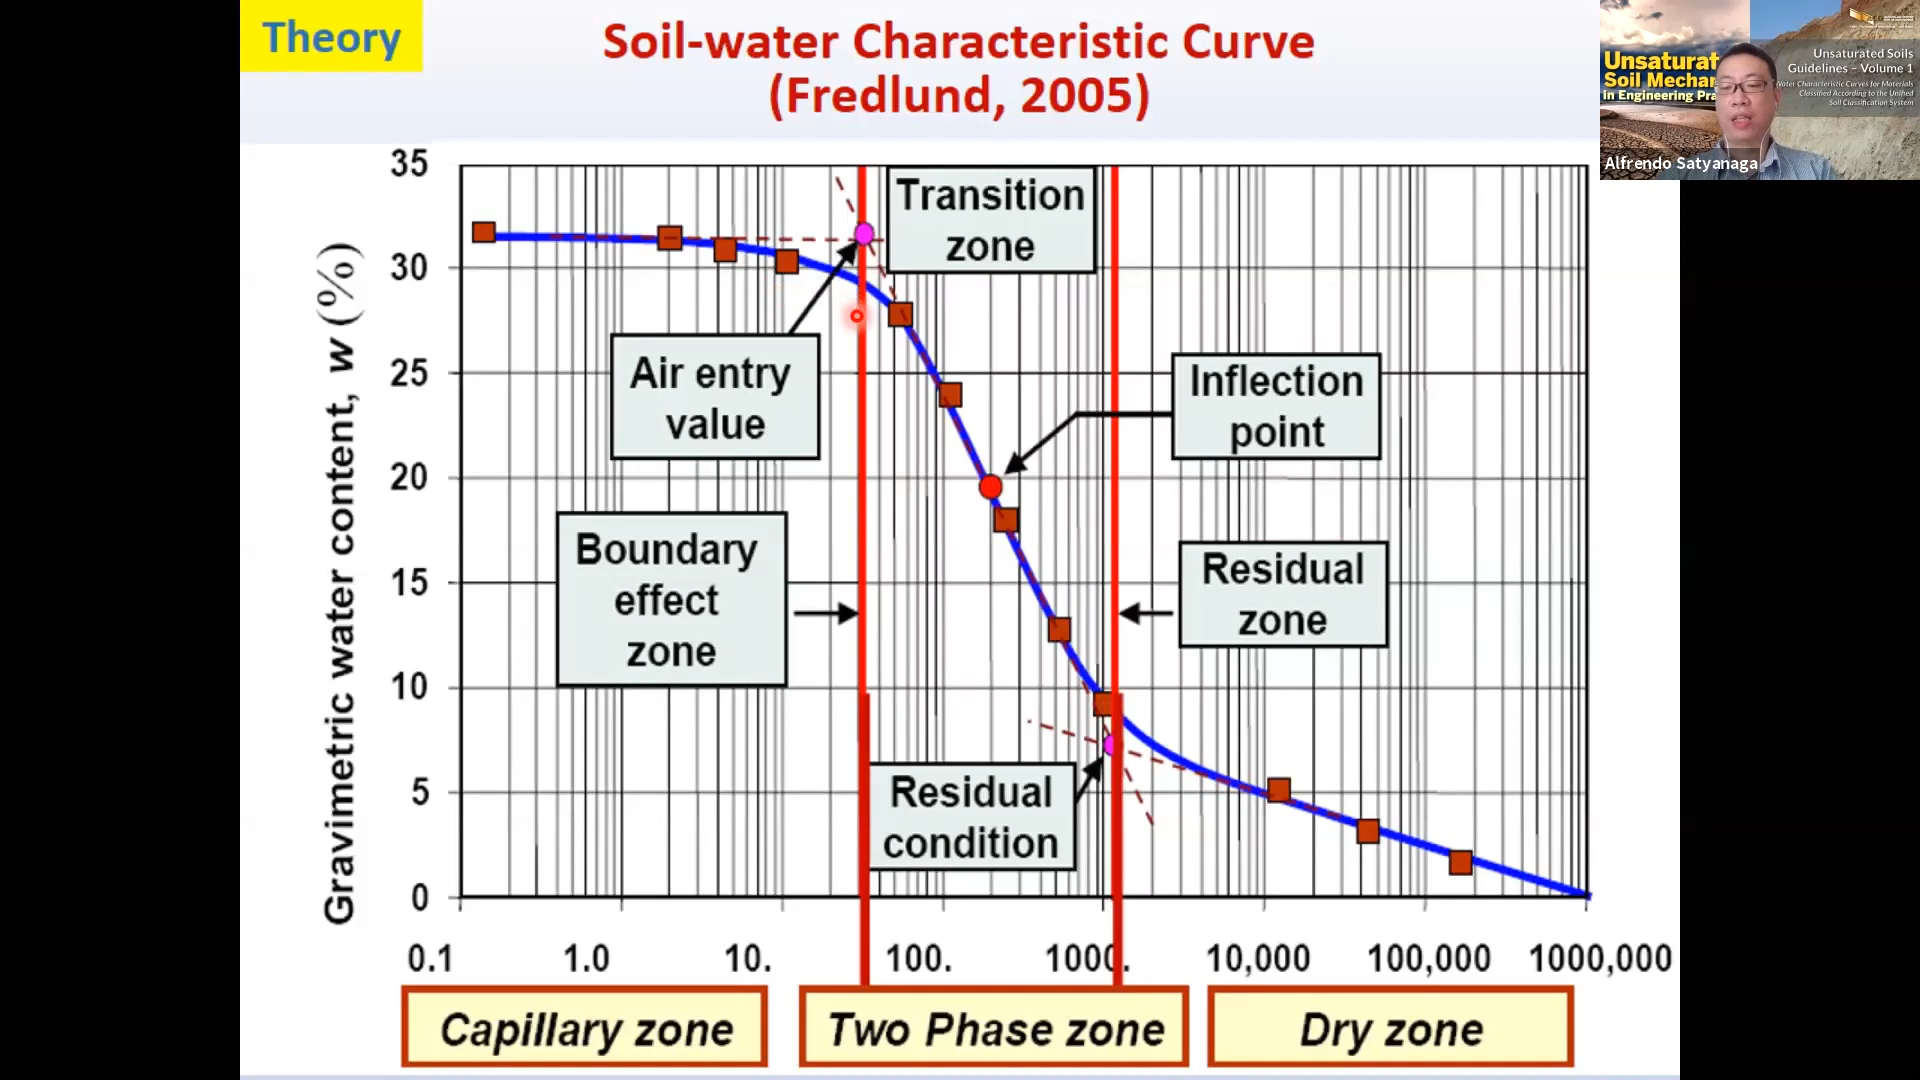 Theory
Soil-water Characteristic Curve
(Fredlund, 2005)
Unsaturat
Soil Mechan
in Engineering Pra
Unsaturated Soils
Guidelines – Volume 1
Water Characteristic Curves for Materials
Classified According to the Unified
Soil Classification System
Alfrendo Satyanaga
Gravimetric water content, w (%)
35
30
25
20
15
10
5
0
Transition
zone
Air entry
value
Inflection
point
Boundary
effect
zone
Residual
zone
Residual
condition
0.1
1.0
10.
100.
1000.
10,000
100,000
1000,000
Capillary zone
Two Phase zone
Dry zone